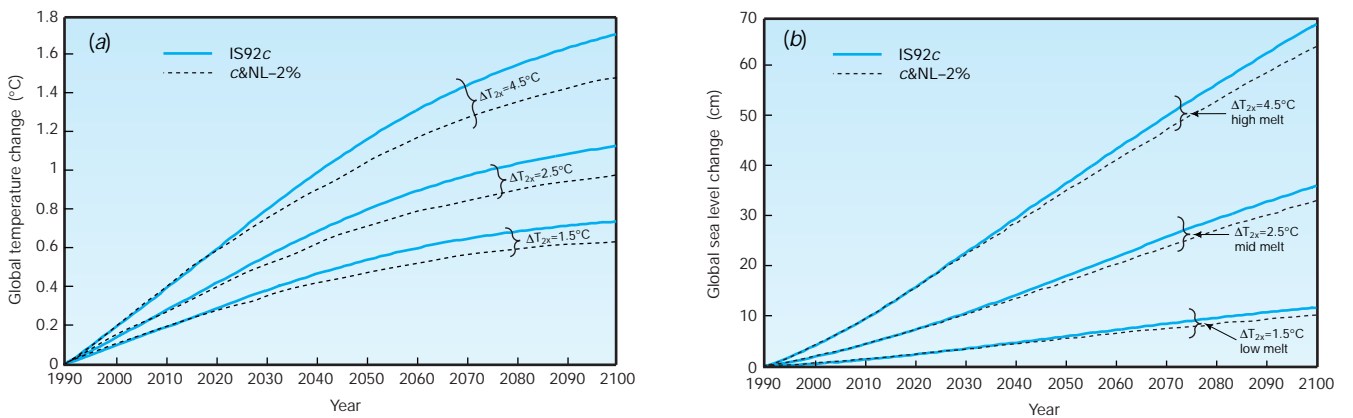 (a)
IS92c
c&NL–2%
Global temperature change (°C)
1.8
1.6
1.4
1.2
1
0.8
0.6
0.4
0.2
0
ΔT2x=4.5°C
ΔT2x=2.5°C
ΔT2x=1.5°C
1990 2000 2010 2020 2030 2040 2050 2060 2070 2080 2090 2100
Year
(b)
IS92c
c&NL–2%
Global sea level change (cm)
70
60
50
40
30
20
10
0
ΔT2x=4.5°C
high melt
ΔT2x=2.5°C
mid melt
ΔT2x=1.5°C
low melt
1990 2000 2010 2020 2030 2040 2050 2060 2070 2080 2090 2100
Year